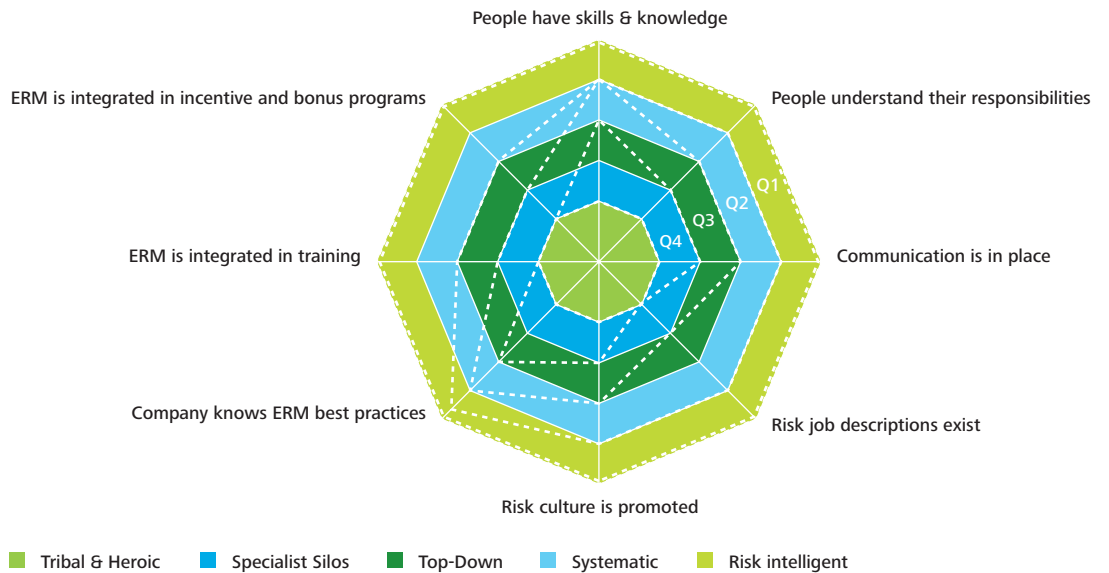 People have skills & knowledge
ERM is integrated in incentive and bonus programs
People understand their responsibilities
Q1
Q2
Q3
Q4
ERM is integrated in training
Communication is in place
Company knows ERM best practices
Risk job descriptions exist
Risk culture is promoted
Tribal & Heroic
Specialist Silos
Top-Down
Systematic
Risk intelligent